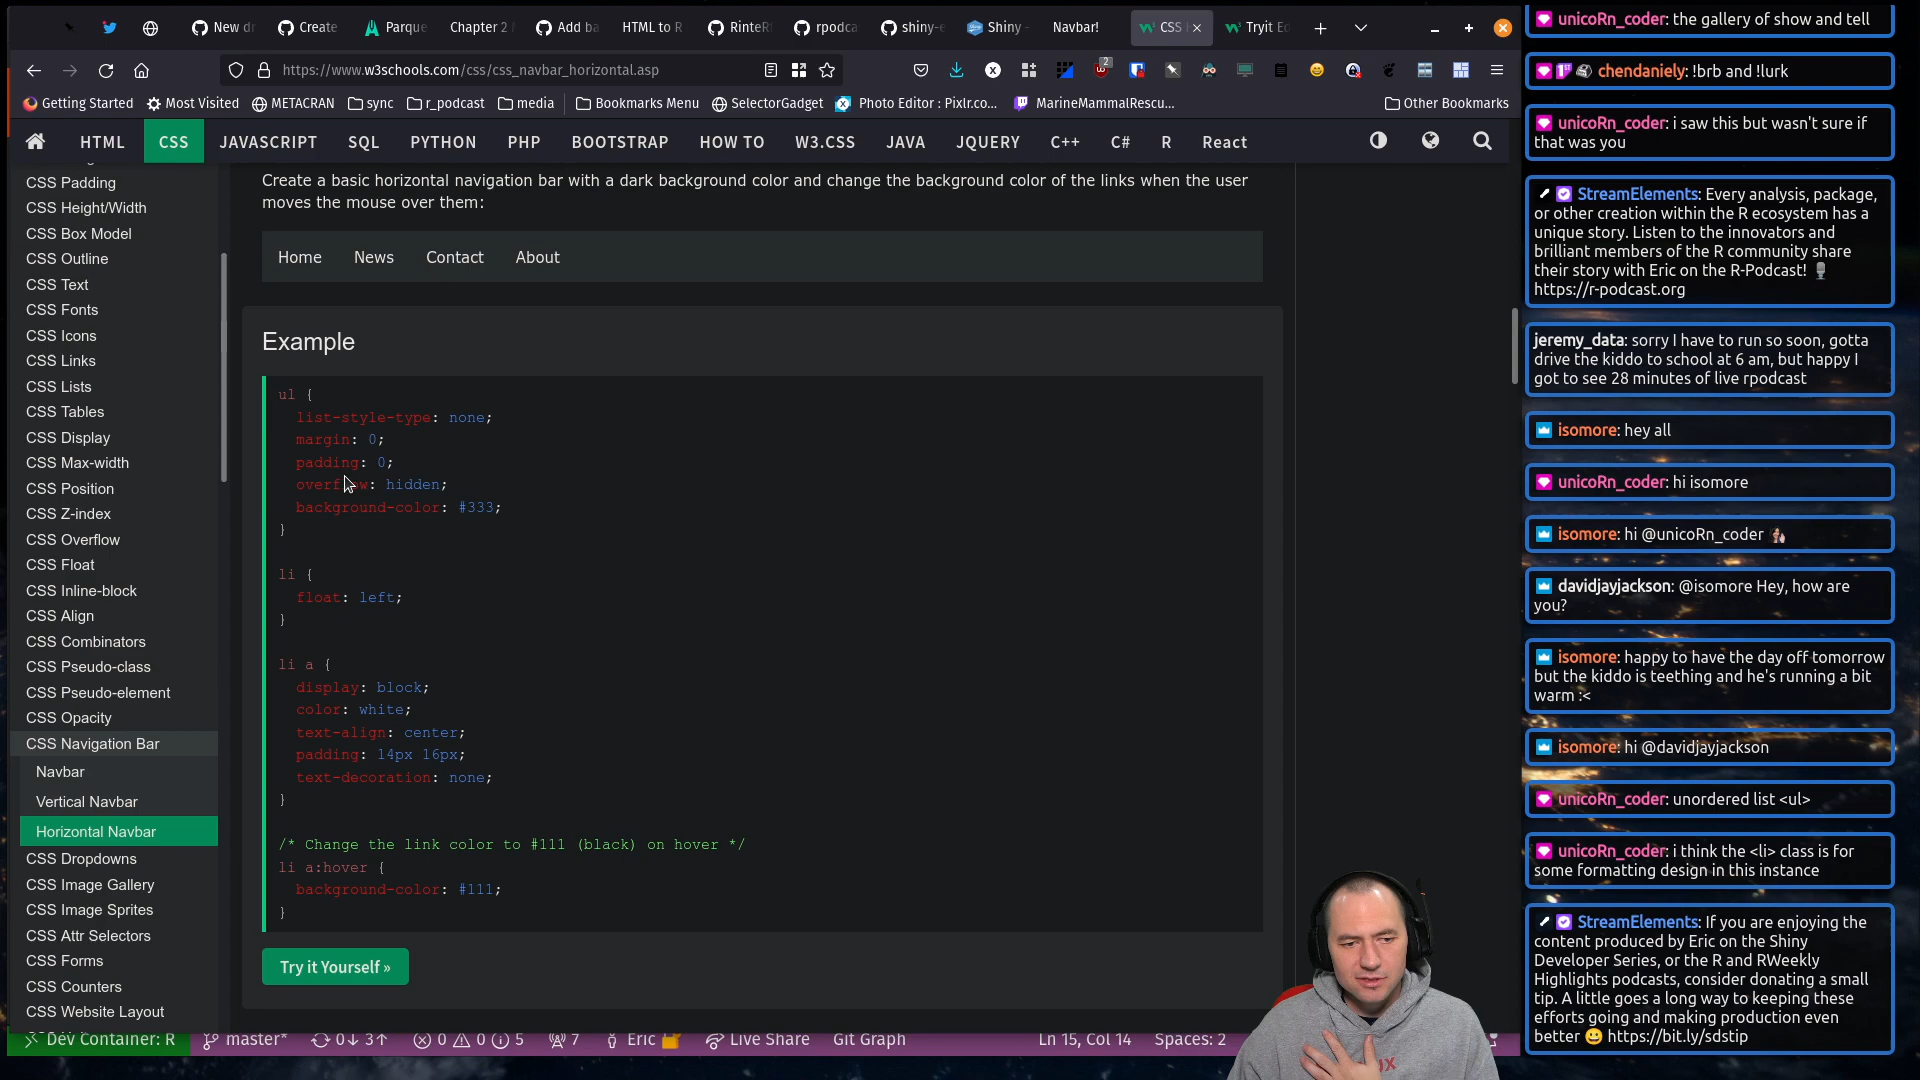 New dr
Create
Parque
Chapter 2
Add ba
HTML to R
RinteR
rpodca
shiny-e
Shiny -
Navbar!
CSS
Tryit Ed
https://www.w3schools.com/css/css_navbar_horizontal.asp
2
Getting Started
Most Visited
METACRAN
sync
r_podcast
media
Bookmarks Menu
SelectorGadget
Photo Editor : Pixlr.co...
MarineMammalRescu...
Other Bookmarks
HTML
CSS
JAVASCRIPT
SQL
PYTHON
PHP
BOOTSTRAP
HOW TO
W3.CSS
JAVA
JQUERY
C++
C#
R
React
CSS Padding
CSS Height/Width
CSS Box Model
CSS Outline
CSS Text
CSS Fonts
CSS Icons
CSS Links
CSS Lists
CSS Tables
CSS Display
CSS Max-width
CSS Position
CSS Z-index
CSS Overflow
CSS Float
CSS Inline-block
CSS Align
CSS Combinators
CSS Pseudo-class
CSS Pseudo-element
CSS Opacity
CSS Navigation Bar
Navbar
Vertical Navbar
Horizontal Navbar
CSS Dropdowns
CSS Image Gallery
CSS Image Sprites
CSS Attr Selectors
CSS Forms
CSS Counters
CSS Website Layout
Create a basic horizontal navigation bar with a dark background color and change the background color of the links when the user
moves the mouse over them:
Home
News
Contact
About
Example
ul {
list-style-type: none;
margin: 0;
padding: 0;
overflow: hidden;
background-color: #333;
}
li {
float: left;
}
li a {
display: block;
color: white;
text-align: center;
padding: 14px 16px;
text-decoration: none;
}
/* Change the link color to #111 (black) on hover */
li a:hover {
background-color: #111;
}
Try it Yourself »
Dev Container: R
master*
0↓ 3↑
0
0
5
7
Eric
Live Share
Git Graph
Ln 15, Col 14
Spaces: 2
unicoRn_coder: the gallery of show and tell
chendaniely: !brb and !lurk
unicoRn_coder: i saw this but wasn't sure if
that was you
StreamElements: Every analysis, package,
or other creation within the R ecosystem has a
unique story. Listen to the innovators and
brilliant members of the R community share
their story with Eric on the R-Podcast!
https://r-podcast.org
jeremy_data: sorry I have to run so soon, gotta
drive the kiddo to school at 6 am, but happy I
got to see 28 minutes of live rpodcast
isomore: hey all
unicoRn_coder: hi isomore
isomore: hi @unicoRn_coder
davidjayjackson: @isomore Hey, how are
you?
isomore: happy to have the day off tomorrow
but the kiddo is teething and he's running a bit
warm :<
isomore: hi @davidjayjackson
unicoRn_coder: unordered list <ul>
unicoRn_coder: i think the <li> class is for
some formatting design in this instance
StreamElements: If you are enjoying the
content produced by Eric on the Shiny
Developer Series, or the R and RWeekly
Highlights podcasts, consider donating a small
tip. A little goes a long way to keeping these
efforts going and making production even
better 😀 https://bit.ly/sdstip